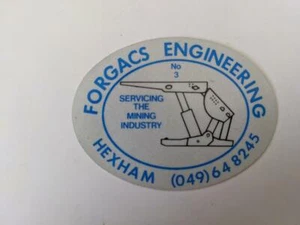 FORGACS ENGINEERING
No
3
SERVICING
THE
MINING
INDUSTRY
HEXHAM (049) 64 8245